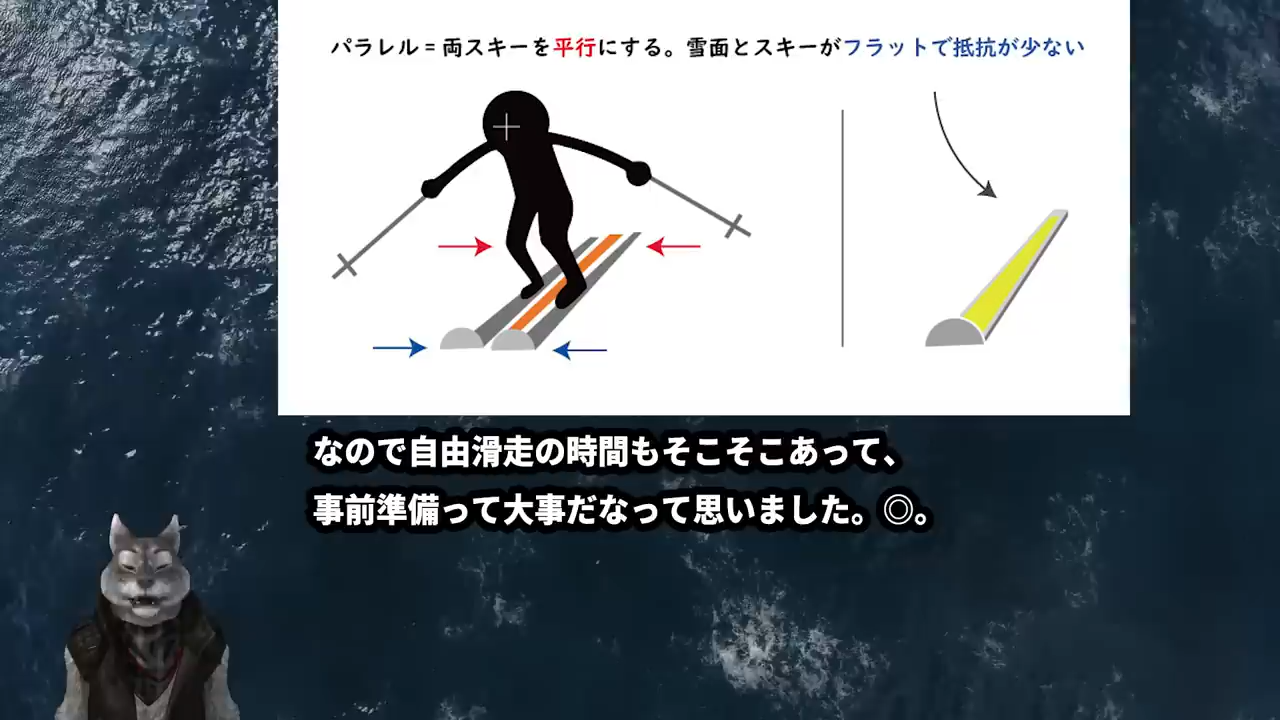 パラレル = 両スキーを平行にする。雪面とスキーがフラットで抵抗が少ない
なので自由滑走の時間もそこそこあって、
事前準備って大事だなって思いました。◎。